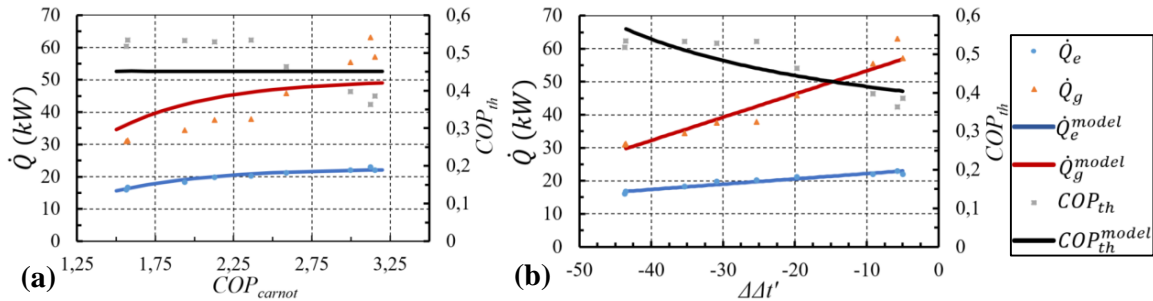 70
60
50
40
30
20
10
0
Q̇ (kW)
0,6
0,5
0,4
0,3
0,2
0,1
0
COP_th
1,25 1,75 2,25 2,75 3,25
(a) COP_carnot
70
60
50
40
30
20
10
0
Q̇ (kW)
0,6
0,5
0,4
0,3
0,2
0,1
0
COP_th
-50 -40 -30 -20 -10 0
(b) ΔΔt'
Q̇_e
Q̇_g
Q̇_e^model
Q̇_g^model
COP_th
COP_th^model